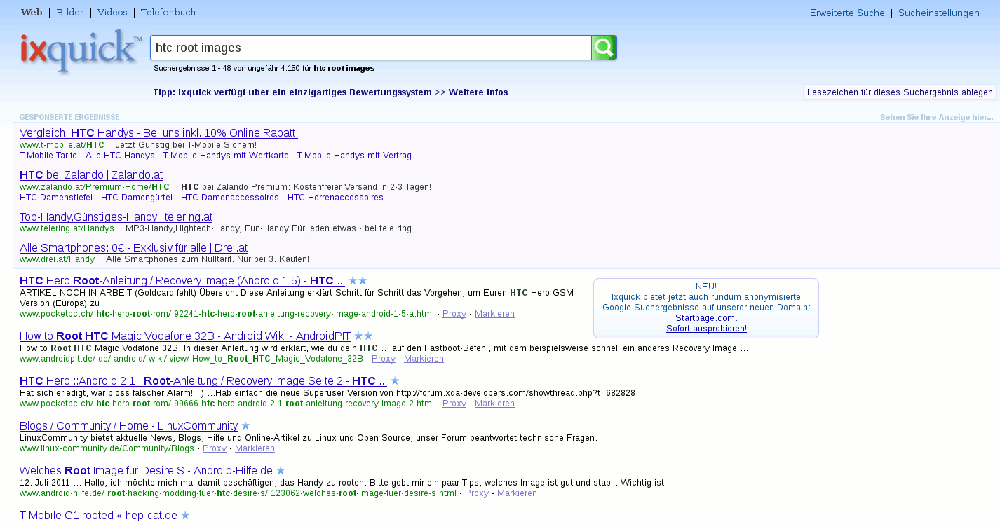 Web | Bilder | Videos | Telefonbuch
Erweiterte Suche | Sucheinstellungen
ixquick™
htc root images
Suchergebnisse 1 - 48 von ungefähr 4.150 für htc root images
Tipp: Ixquick verfügt über ein einzigartiges Bewertungssystem >> Weitere Infos
Lesezeichen für dieses Suchergebnis ablegen
GESPONSERTE ERGEBNISSE
Sehen Sie Ihre Anzeige hier...
Vergleich: HTC Handys - Bei uns inkl. 10% Online Rabatt.
www.t-mobile.at/HTC Jetzt Günstig bei T-Mobile Sichern!
T-Mobile Tarife - Alle HTC Handys - T-Mobile Handys mit Wertkarte - T-Mobile Handys mit Vertrag
HTC bei Zalando | Zalando.at
www.zalando.at/Premium-Home/HTC HTC bei Zalando Premium: Kostenfreier Versand in 2-3 Tagen!
HTC Damenstiefel - HTC Damengürtel - HTC Damenaccessoires - HTC Herrenaccessoires
Top-Handy,Günstiges-Handy | telering.at
www.telering.at/Handys MP3-Handy,Hightech-Handy, Fun-Handy Für jeden etwas - bei tele.ring
Alle Smartphones: 0€ - Exklusiv für alle | Drei.at
www.drei.at/Handy Alle Smartphones zum Nulltarif. Nur bei 3. Kaufen!
HTC Hero Root-Anleitung / Recovery Image (Android 1.5) - HTC ...
ARTIKEL NOCH IN ARBEIT (Goldcard fehlt) Übersicht Diese Anleitung erklärt Schritt für Schritt das Vorgehen, um Euren HTC Hero GSM
Version (Europa) zu
www.pocketpc.ch/ htc-hero-root-rom/ 92241-htc-hero-root-anleitung-recovery-image-android-1-5-a.html - Proxy - Markieren
NEU!
Ixquick bietet jetzt auch rundum anonymisierte
Google Suchergebnisse auf unserer neuen Domain:
Startpage.com.
Sofort ausprobieren!
How to Root HTC Magic Vodafone 32B - Android Wiki - AndroidPIT
How to Root HTC Magic Vodafone 32B. In dieser Anleitung wird erklärt, wie du dein HTC ... auf den Fastboot-Befehl, mit dem beispielsweise schnell ein anderes Recovery Image ...
www.androidpit.de/ de/ android/ wiki/ view/ How_to_Root_HTC_Magic_Vodafone_32B - Proxy - Markieren
HTC Hero ::Android 2.1:: Root-Anleitung / Recovery Image Seite 2 - HTC ...
Hat sich erledigt, war bloss falscher Alarm! :-) ...Hab einfach die neue Superuser Version von http://forum.xda-developers.com/showthread.php?t=682828
www.pocketpc.ch/ htc-hero-root-rom/ 99666-htc-hero-android-2-1-root-anleitung-recovery-image-2.html - Proxy - Markieren
Blogs / Community / Home - LinuxCommunity
LinuxCommunity bietet aktuelle News, Blogs, Hilfe und Online-Artikel zu Linux und Open Source, unser Forum beantwortet technische Fragen.
www.linux-community.de/Community/Blogs - Proxy - Markieren
Welches Root Image für Desire S - Android-Hilfe.de
12. Juli 2011 ... Hallo, ich möchte mich mal damit beschäftigen, das Handy zu rooten. Bitte gebt mir ein paar Tips, welches Image ist gut und stabil. Wichtig ist
www.android-hilfe.de/ root-hacking-modding-fuer-htc-desire-s/ 123062-welches-root-image-fuer-desire-s.html - Proxy - Markieren
T-Mobile G1 rooted « hep-cat.de